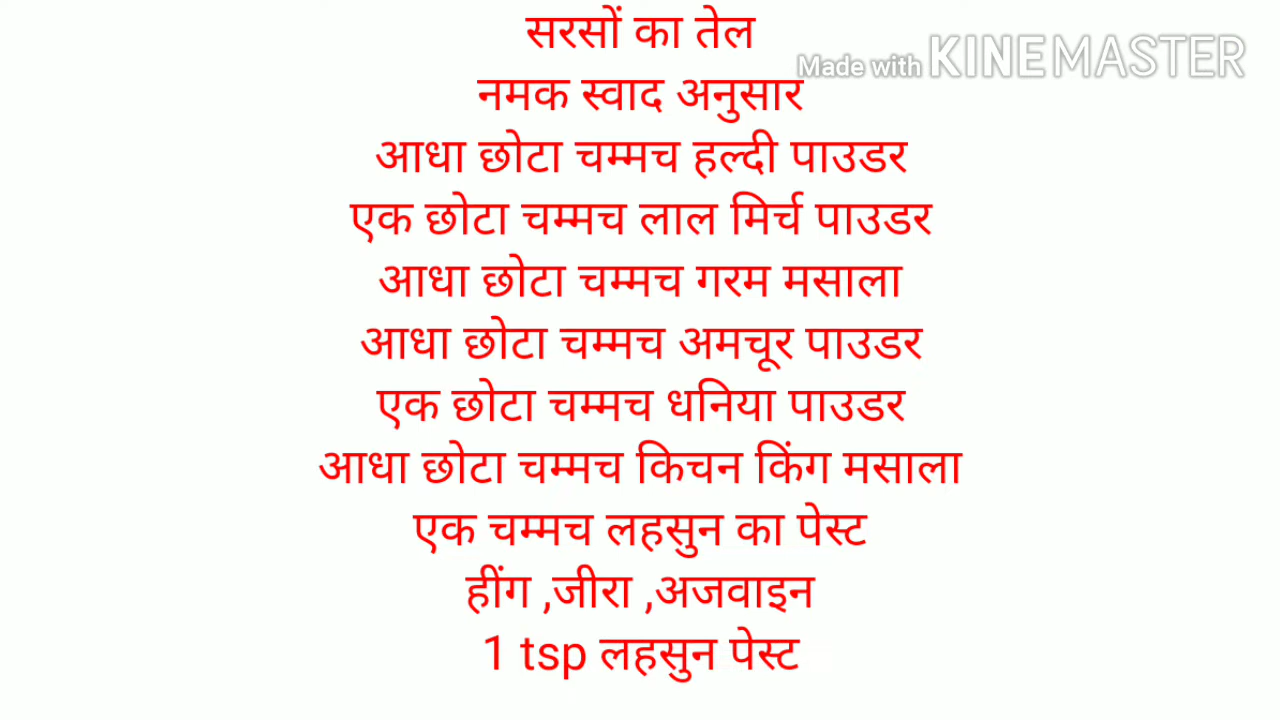 सरसों का तेल
Made with KINEMASTER
नमक स्वाद अनुसार
आधा छोटा चम्मच हल्दी पाउडर
एक छोटा चम्मच लाल मिर्च पाउडर
आधा छोटा चम्मच गरम मसाला
आधा छोटा चम्मच अमचूर पाउडर
एक छोटा चम्मच धनिया पाउडर
आधा छोटा चम्मच किचन किंग मसाला
एक चम्मच लहसुन का पेस्ट
हींग ,जीरा ,अजवाइन
1 tsp लहसुन पेस्ट